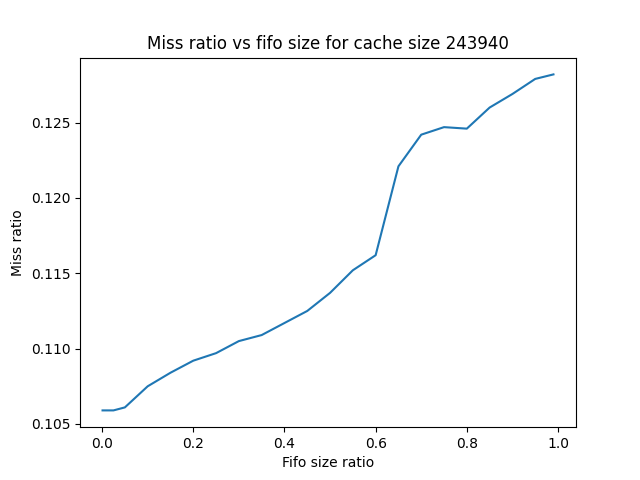 Miss ratio vs fifo size for cache size 243940
0.125
0.120
0.115
0.110
0.105
Miss ratio
0.0 0.2 0.4 0.6 0.8 1.0
Fifo size ratio